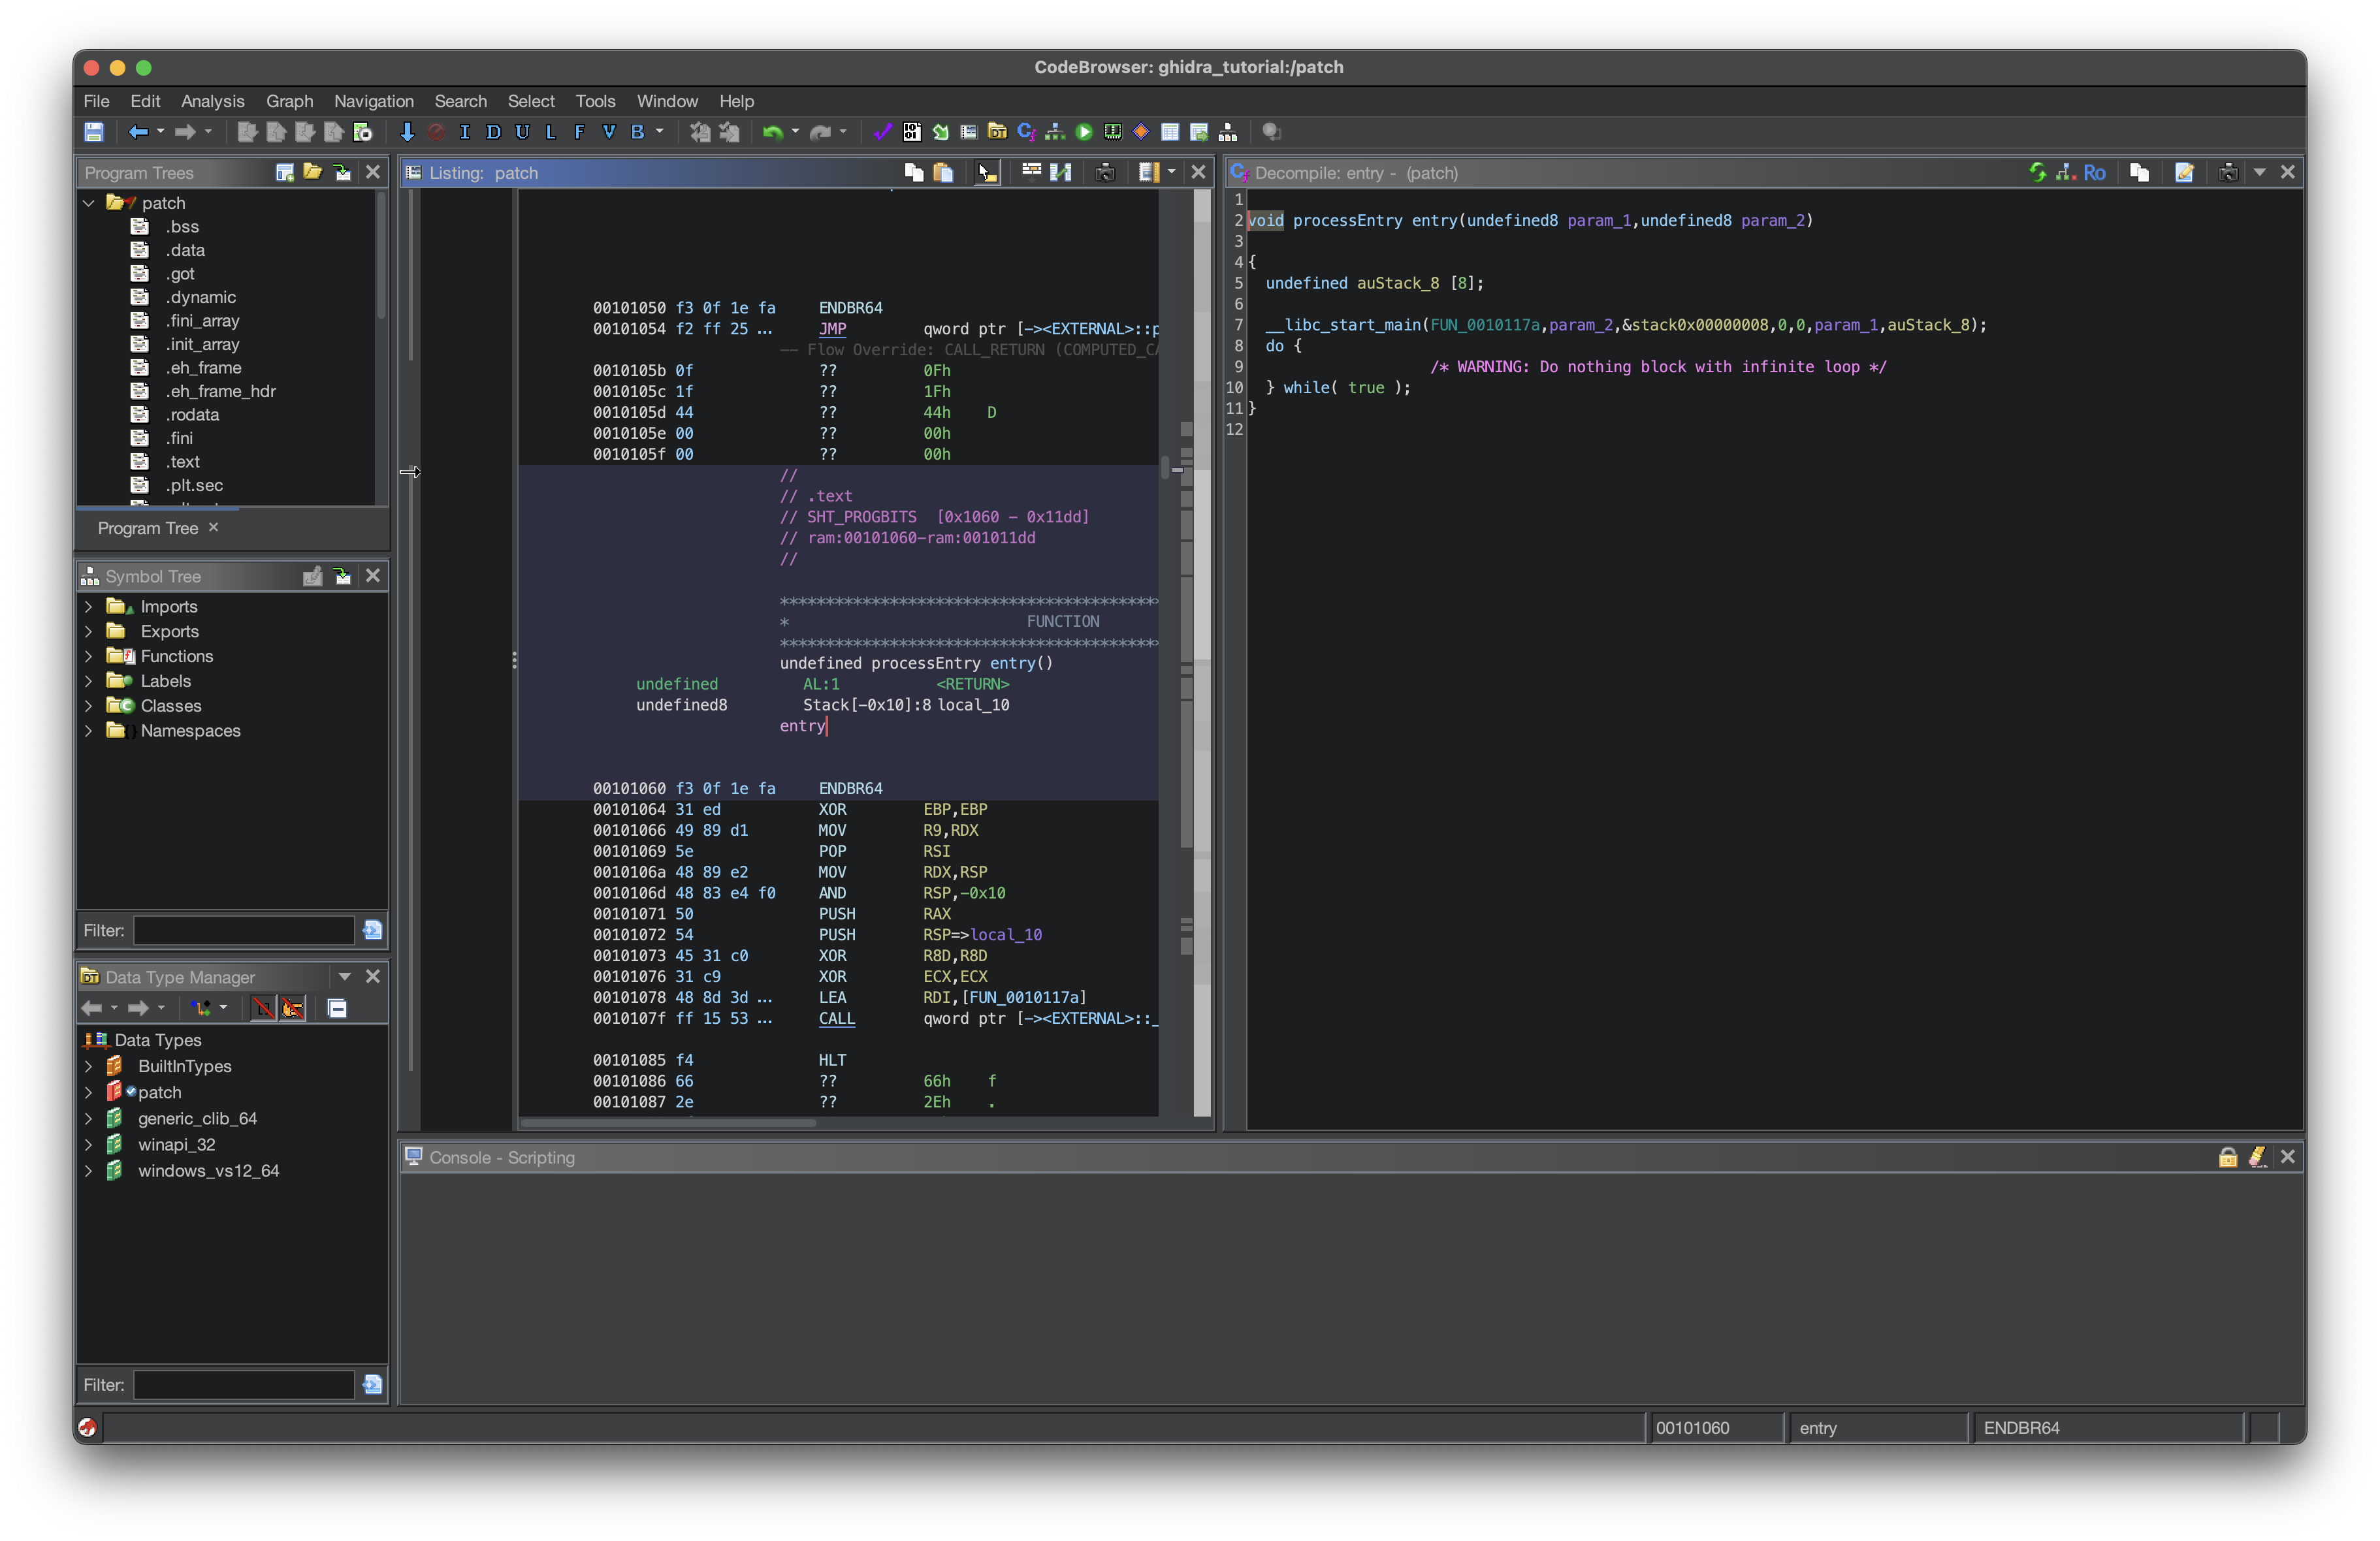 CodeBrowser: ghidra_tutorial:/patch
File Edit Analysis Graph Navigation Search Select Tools Window Help
I D U L F V B
Program Trees
patch
.bss
.data
.got
.dynamic
.fini_array
.init_array
.eh_frame
.eh_frame_hdr
.rodata
.fini
.text
.plt.sec
Program Tree
Symbol Tree
Imports
Exports
Functions
Labels
Classes
Namespaces
Filter:
Data Type Manager
Data Types
BuiltInTypes
patch
generic_clib_64
winapi_32
windows_vs12_64
Filter:
Listing: patch
00101050 f3 0f 1e fa ENDBR64
00101054 f2 ff 25 ... JMP qword ptr [-><EXTERNAL>::p
-- Flow Override: CALL_RETURN (COMPUTED_CA
0010105b 0f ?? 0Fh
0010105c 1f ?? 1Fh
0010105d 44 ?? 44h D
0010105e 00 ?? 00h
0010105f 00 ?? 00h
//
// .text
// SHT_PROGBITS [0x1060 - 0x11dd]
// ram:00101060-ram:001011dd
//
******************************************
* FUNCTION
******************************************
undefined processEntry entry()
undefined AL:1 <RETURN>
undefined8 Stack[-0x10]:8 local_10
entry
00101060 f3 0f 1e fa ENDBR64
00101064 31 ed XOR EBP,EBP
00101066 49 89 d1 MOV R9,RDX
00101069 5e POP RSI
0010106a 48 89 e2 MOV RDX,RSP
0010106d 48 83 e4 f0 AND RSP,-0x10
00101071 50 PUSH RAX
00101072 54 PUSH RSP=>local_10
00101073 45 31 c0 XOR R8D,R8D
00101076 31 c9 XOR ECX,ECX
00101078 48 8d 3d ... LEA RDI,[FUN_0010117a]
0010107f ff 15 53 ... CALL qword ptr [-><EXTERNAL>::_
00101085 f4 HLT
00101086 66 ?? 66h f
00101087 2e ?? 2Eh .
Decompile: entry - (patch)
Ro
1
2 void processEntry entry(undefined8 param_1,undefined8 param_2)
3
4 {
5 undefined auStack_8 [8];
6
7 __libc_start_main(FUN_0010117a,param_2,&stack0x00000008,0,0,param_1,auStack_8);
8 do {
9 /* WARNING: Do nothing block with infinite loop */
10 } while( true );
11 }
12
Console - Scripting
00101060 entry ENDBR64